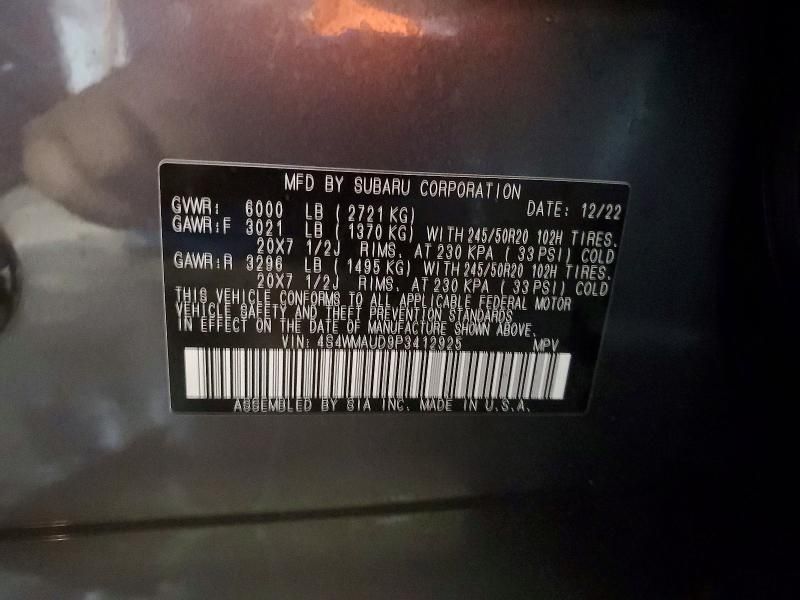 MFD BY SUBARU CORPORATION
GVWR: 6000 LB ( 2721 KG) DATE: 12/22
GAWR:F 3021 LB ( 1370 KG) WITH 245/50R20 102H TIRES.
20X7 1/2J RIMS. AT 230 KPA ( 33 PSI) COLD
GAWR:R 3296 LB ( 1495 KG) WITH 245/50R20 102H TIRES.
20X7 1/2J RIMS. AT 230 KPA ( 33 PSI) COLD
THIS VEHICLE CONFORMS TO ALL APPLICABLE FEDERAL MOTOR
VEHICLE SAFETY AND THEFT PREVENTION STANDARDS
IN EFFECT ON THE DATE OF MANUFACTURE SHOWN ABOVE.
VIN: 4S4WMAUD9P3412925 MPV
ASSEMBLED BY SIA INC. MADE IN U.S.A.